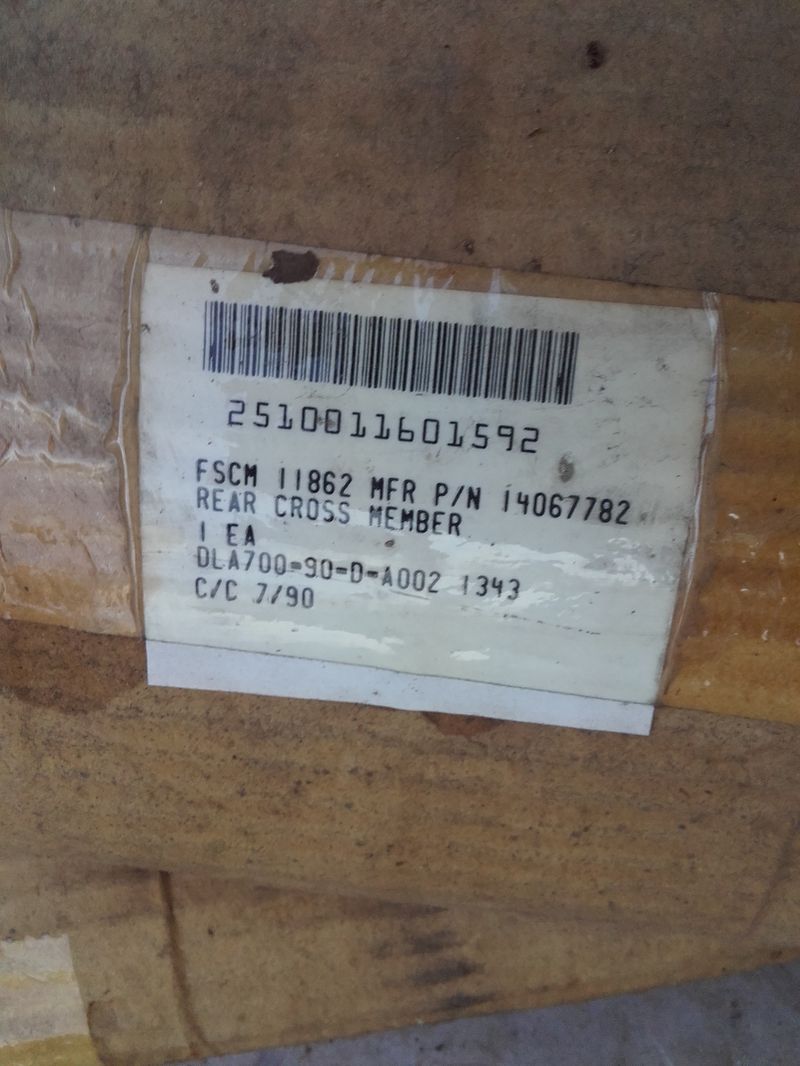 2510011601592
FSCM 11862 MFR P/N 14067782
REAR CROSS MEMBER
1 EA
DLA700-90-D-A002 1343
C/C 7/90